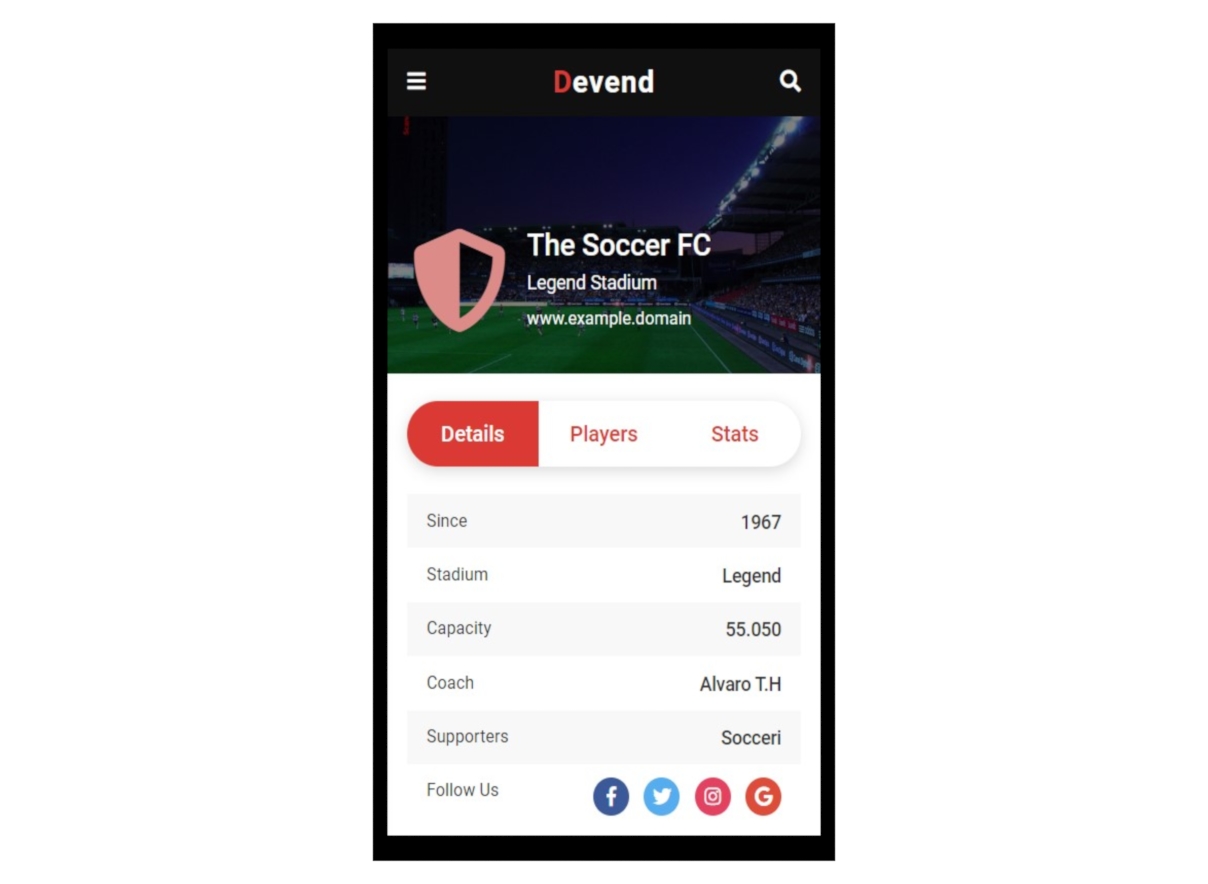 Devend
The Soccer FC
Legend Stadium
www.example.domain
Details Players Stats
Since 1967
Stadium Legend
Capacity 55.050
Coach Alvaro T.H
Supporters Socceri
Follow Us